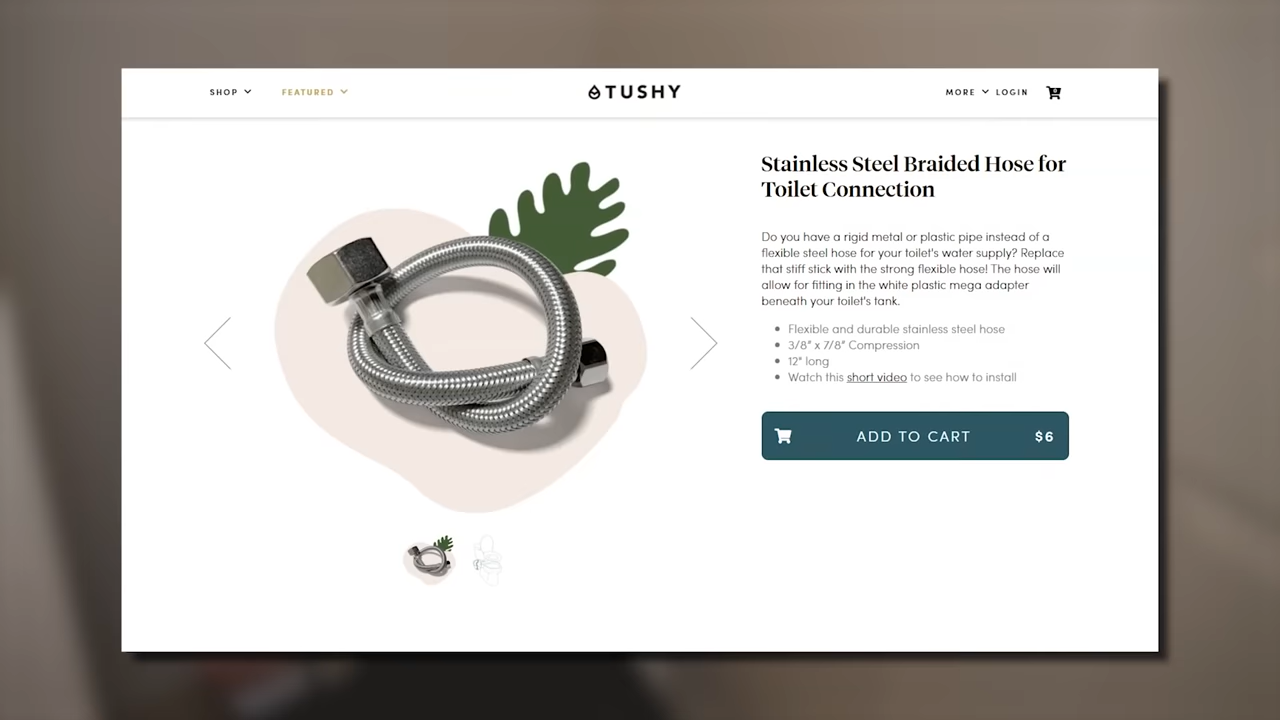 SHOP
FEATURED
TUSHY
MORE
LOGIN
0
Stainless Steel Braided Hose for
Toilet Connection
Do you have a rigid metal or plastic pipe instead of a
flexible steel hose for your toilet's water supply? Replace
that stiff stick with the strong flexible hose! The hose will
allow for fitting in the white plastic mega adapter
beneath your toilet's tank.
Flexible and durable stainless steel hose
3/8" x 7/8" Compression
12" long
Watch this short video to see how to install
ADD TO CART $6